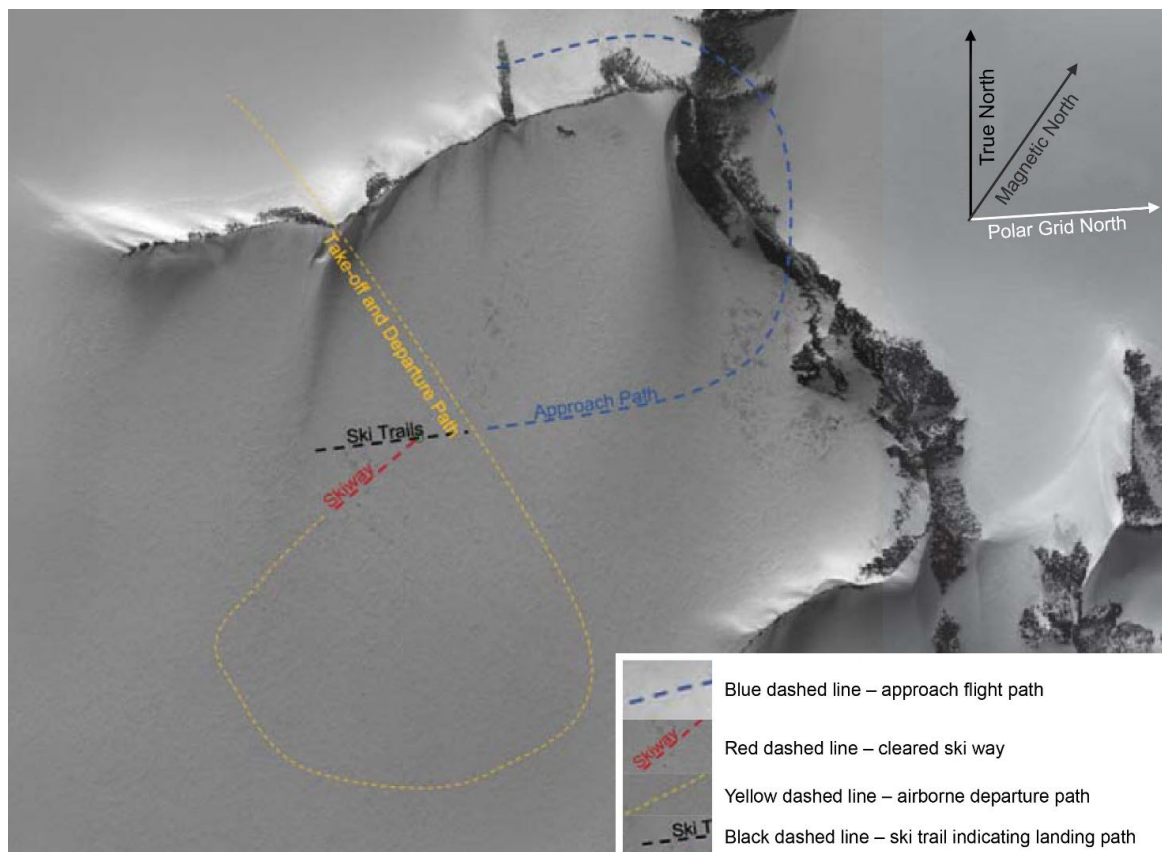 True North
Magnetic North
Polar Grid North
Take-off and Departure Path
Approach Path
Ski Trails
Skiway
Blue dashed line – approach flight path
Skiway
Red dashed line – cleared ski way
Yellow dashed line – airborne departure path
Ski T
Black dashed line – ski trail indicating landing path